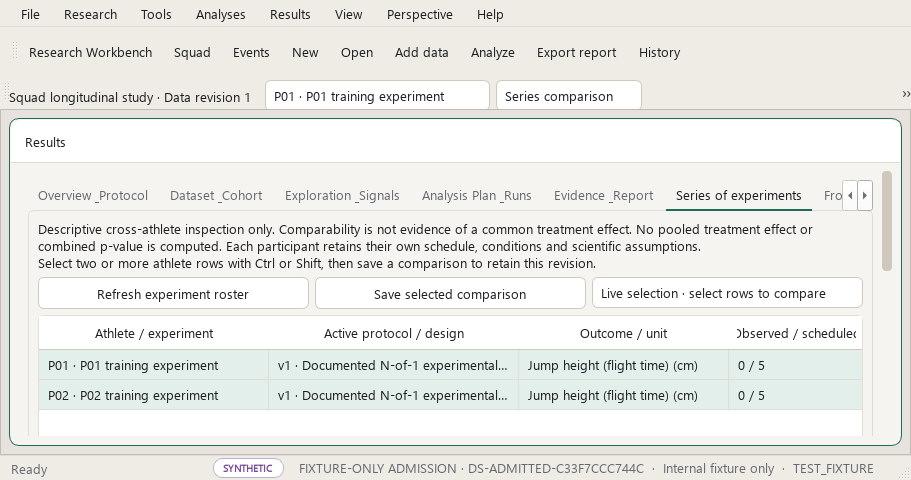 File Research Tools Analyses Results View Perspective Help
Research Workbench Squad Events New Open Add data Analyze Export report History
Squad longitudinal study · Data revision 1 P01 · P01 training experiment Series comparison ››
Results
Overview _Protocol Dataset _Cohort Exploration _Signals Analysis Plan _Runs Evidence _Report Series of experiments Fro
Descriptive cross-athlete inspection only. Comparability is not evidence of a common treatment effect. No pooled treatment effect or
combined p-value is computed. Each participant retains their own schedule, conditions and scientific assumptions.
Select two or more athlete rows with Ctrl or Shift, then save a comparison to retain this revision.
Refresh experiment roster Save selected comparison Live selection · select rows to compare
Athlete / experiment Active protocol / design Outcome / unit Observed / scheduled
P01 · P01 training experiment v1 · Documented N-of-1 experimental... Jump height (flight time) (cm) 0 / 5
P02 · P02 training experiment v1 · Documented N-of-1 experimental... Jump height (flight time) (cm) 0 / 5
Ready SYNTHETIC FIXTURE-ONLY ADMISSION · DS-ADMITTED-C33F7CCC744C · Internal fixture only · TEST_FIXTURE